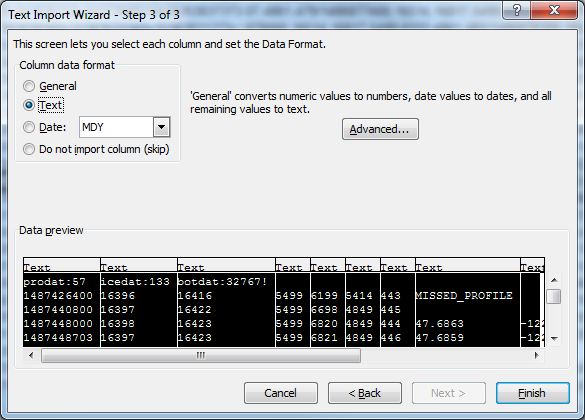 Text Import Wizard - Step 3 of 3
This screen lets you select each column and set the Data Format.
Column data format
General
Text
Date: MDY
Do not import column (skip)
'General' converts numeric values to numbers, date values to dates, and all
remaining values to text.
Advanced...
Data preview
Text Text Text Text Text Text Text Text
prodat:57 icedat:133 botdat:32767!
1487426400 16396 16416 5499 6199 5414 443 MISSED_PROFILE
1487440800 16397 16422 5499 6698 4849 445
1487448000 16398 16423 5499 6820 4849 444 47.6863
1487448703 16397 16423 5499 6821 4849 446 47.6859
Cancel
< Back
Next >
Finish